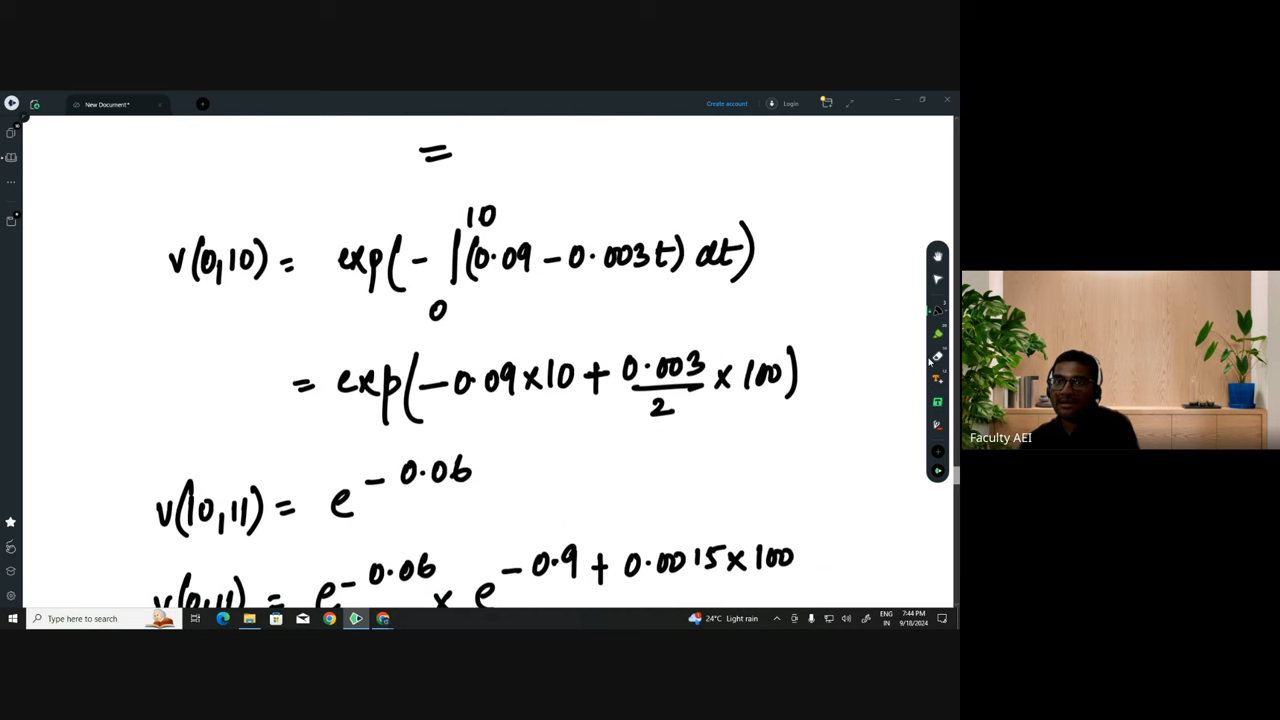 New Document*
Create account
Login
=
v(0,10) = exp(- ∫₀¹⁰ (0.09 - 0.003t) dt)
= exp(-0.09×10 + 0.003/2 × 100)
v(10,11) = e^-0.06
v(0,11) = e^-0.06 × e^-0.9 + 0.0015×100
Faculty AEI
Type here to search
24°C Light rain
ENG
IN
7:44 PM
9/18/2024